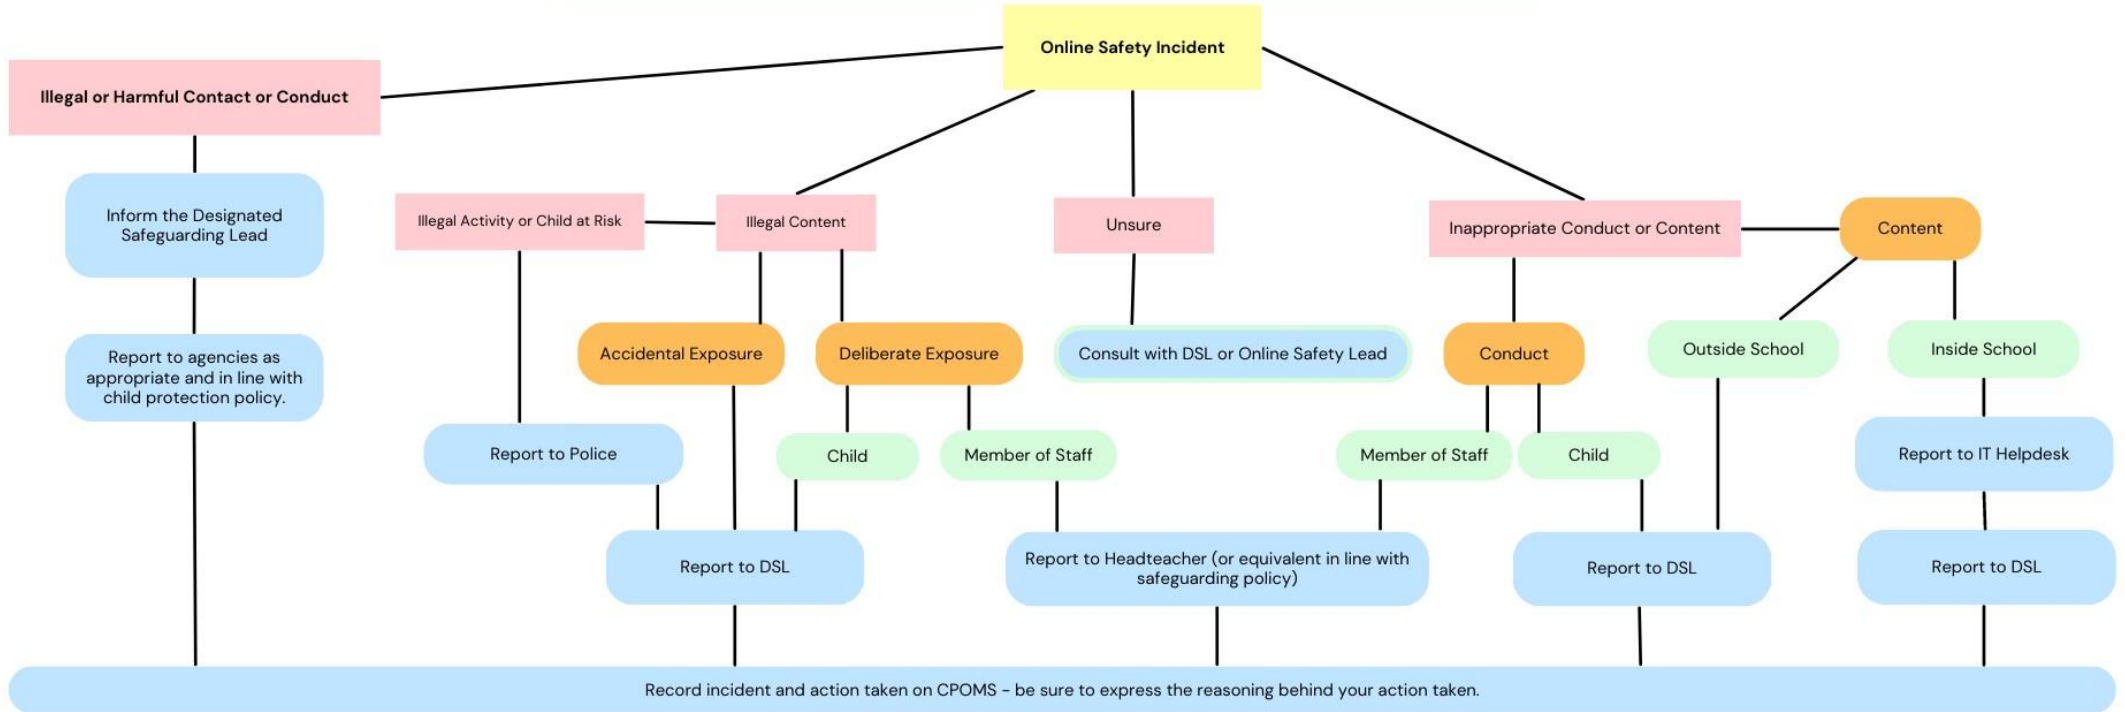 Online Safety Incident
Illegal or Harmful Contact or Conduct
Inform the Designated
Safeguarding Lead
Report to agencies as
appropriate and in line with
child protection policy.
Illegal Activity or Child at Risk
Illegal Content
Unsure
Inappropriate Conduct or Content
Content
Accidental Exposure
Deliberate Exposure
Consult with DSL or Online Safety Lead
Conduct
Outside School
Inside School
Report to Police
Child
Member of Staff
Member of Staff
Child
Report to IT Helpdesk
Report to DSL
Report to Headteacher (or equivalent in line with
safeguarding policy)
Report to DSL
Report to DSL
Record incident and action taken on CPOMS - be sure to express the reasoning behind your action taken.